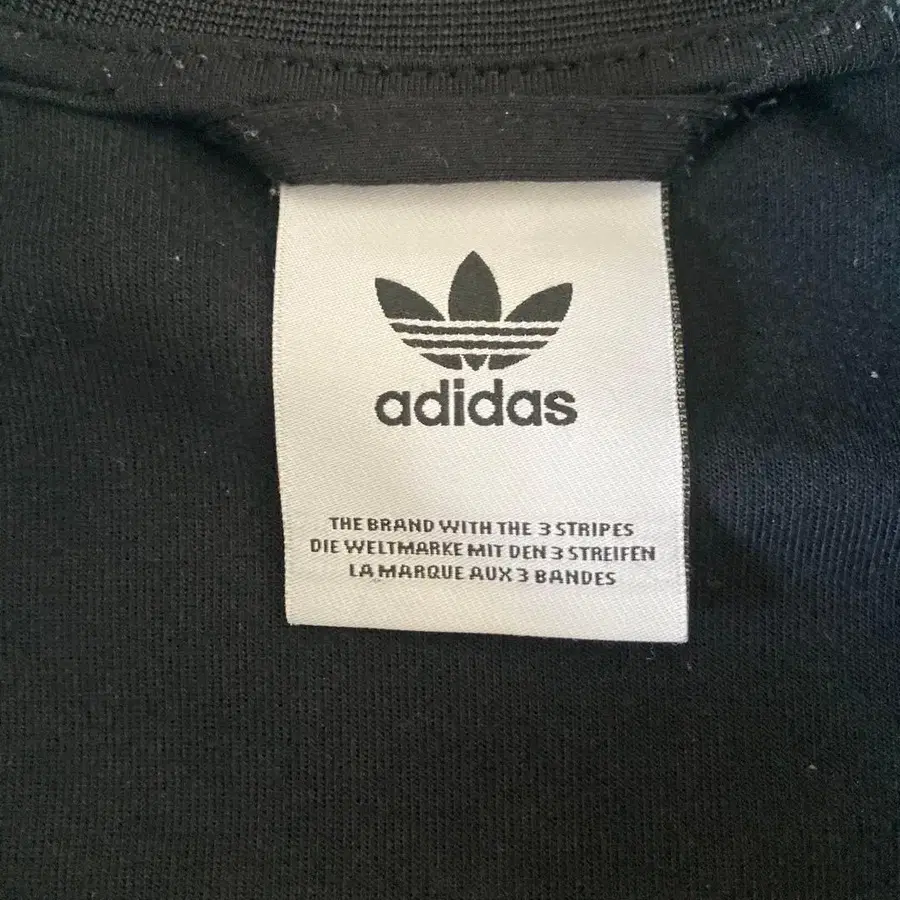 adidas
THE BRAND WITH THE 3 STRIPES
DIE WELTMARKE MIT DEN 3 STREIFEN
LA MARQUE AUX 3 BANDES